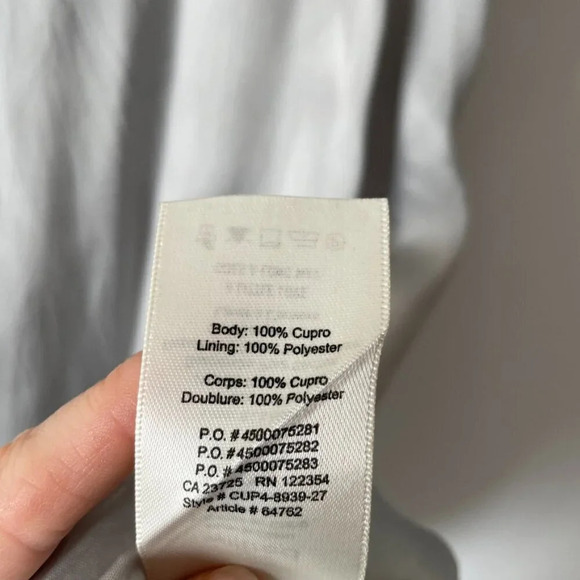 Body: 100% Cupro
Lining: 100% Polyester
Corps: 100% Cupro
Doublure: 100% Polyester
P.O. #4500075281
P.O. #4500075282
P.O. #4500075283
CA 23725 RN 122354
Style # CUP4-8939-27
Article # 64762